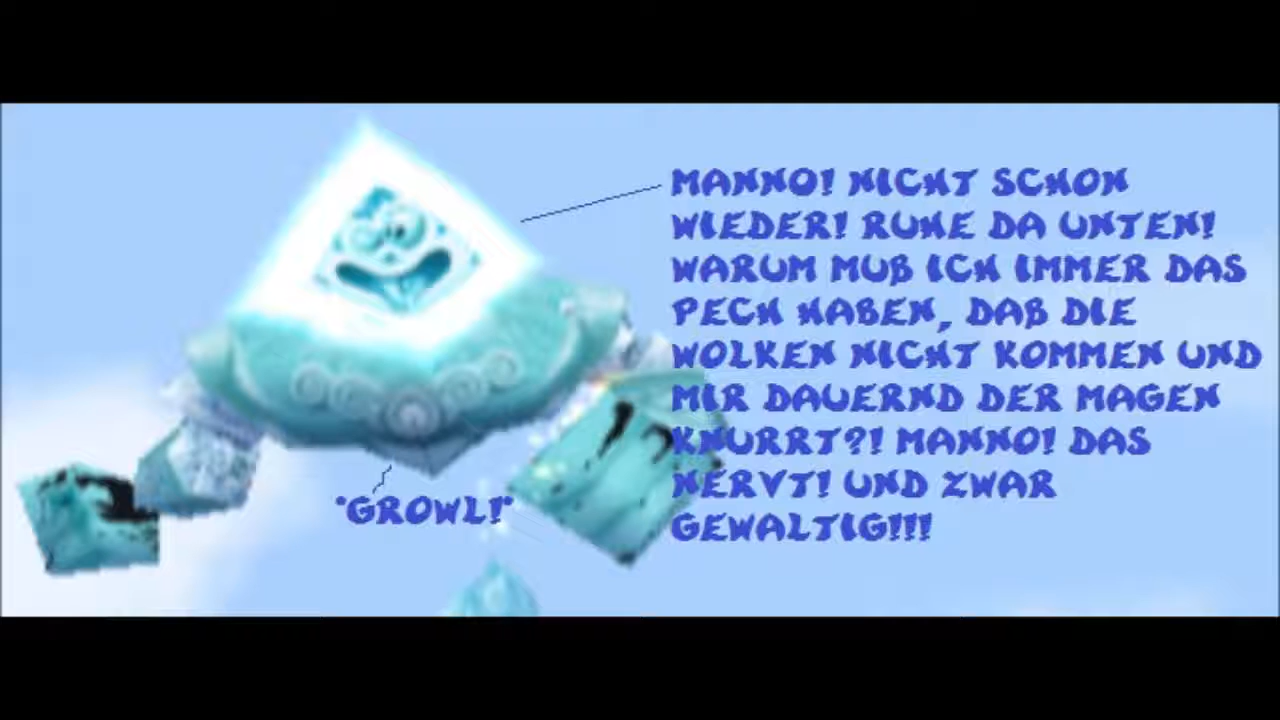 MANNO! NICHT SCHON
WIEDER! RUHE DA UNTEN!
WARUM MUß ICH IMMER DAS
PECH HABEN, DAß DIE
WOLKEN NICHT KOMMEN UND
MIR DAUERND DER MAGEN
KNURRT?! MANNO! DAS
NERVT! UND ZWAR
GEWALTIG!!!
*GROWL!*